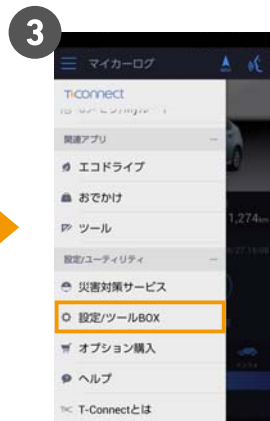 3
マイカーログ
T-Connect
関連アプリ
エコドライブ
おでかけ
ツール
1,274km
設定/ユーティリティ
災害対策サービス
設定/ツールBOX
オプション購入
ヘルプ
T-Connectとは